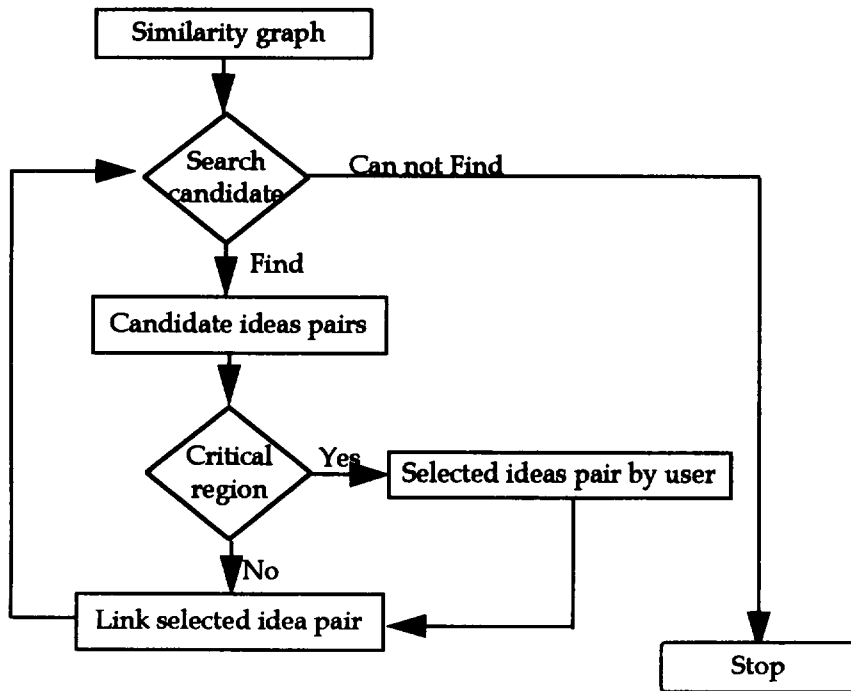 Similarity graph
Search
candidate
Can not Find
Find
Candidate ideas pairs
Critical
region
Yes
Selected ideas pair by user
No
Link selected idea pair
Stop